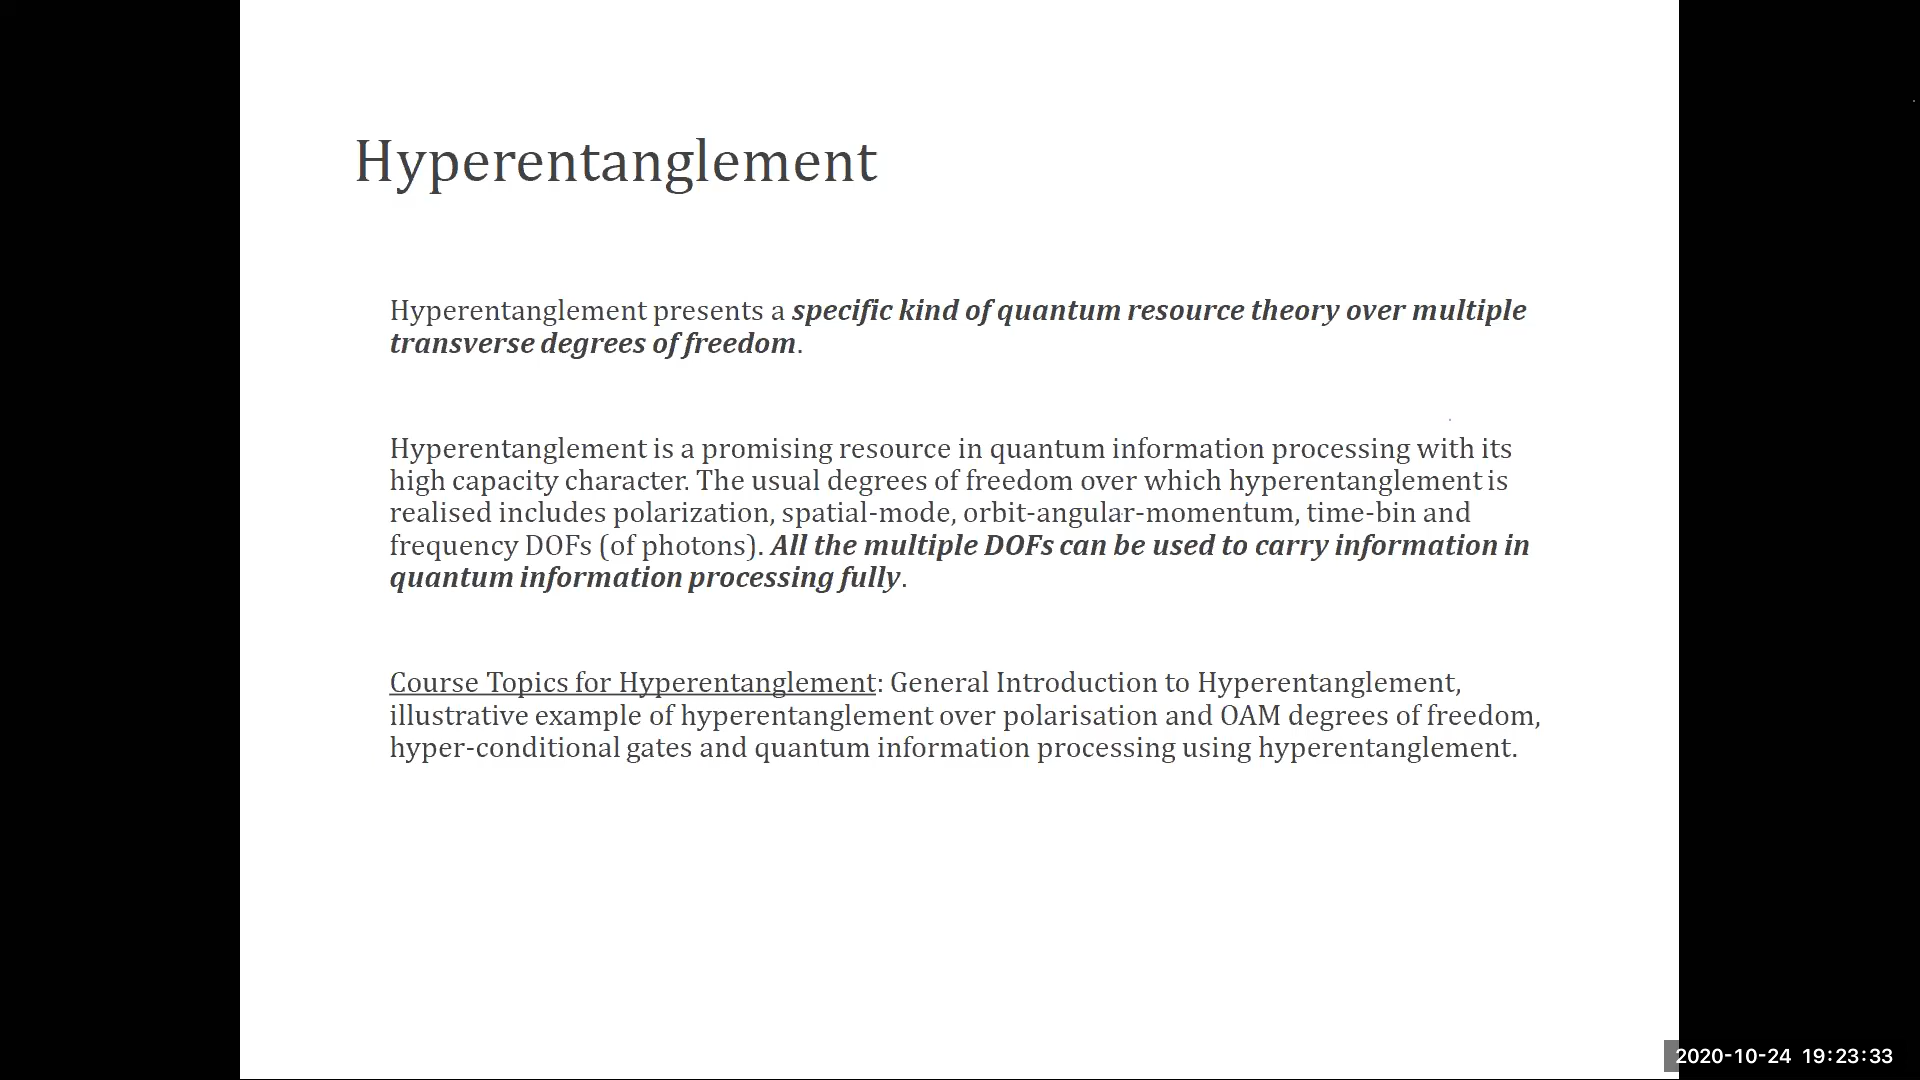 Hyperentanglement
Hyperentanglement presents a specific kind of quantum resource theory over multiple
transverse degrees of freedom.
Hyperentanglement is a promising resource in quantum information processing with its
high capacity character. The usual degrees of freedom over which hyperentanglement is
realised includes polarization, spatial-mode, orbit-angular-momentum, time-bin and
frequency DOFs (of photons). All the multiple DOFs can be used to carry information in
quantum information processing fully.
Course Topics for Hyperentanglement: General Introduction to Hyperentanglement,
illustrative example of hyperentanglement over polarisation and OAM degrees of freedom,
hyper-conditional gates and quantum information processing using hyperentanglement.
2020-10-24 19:23:33